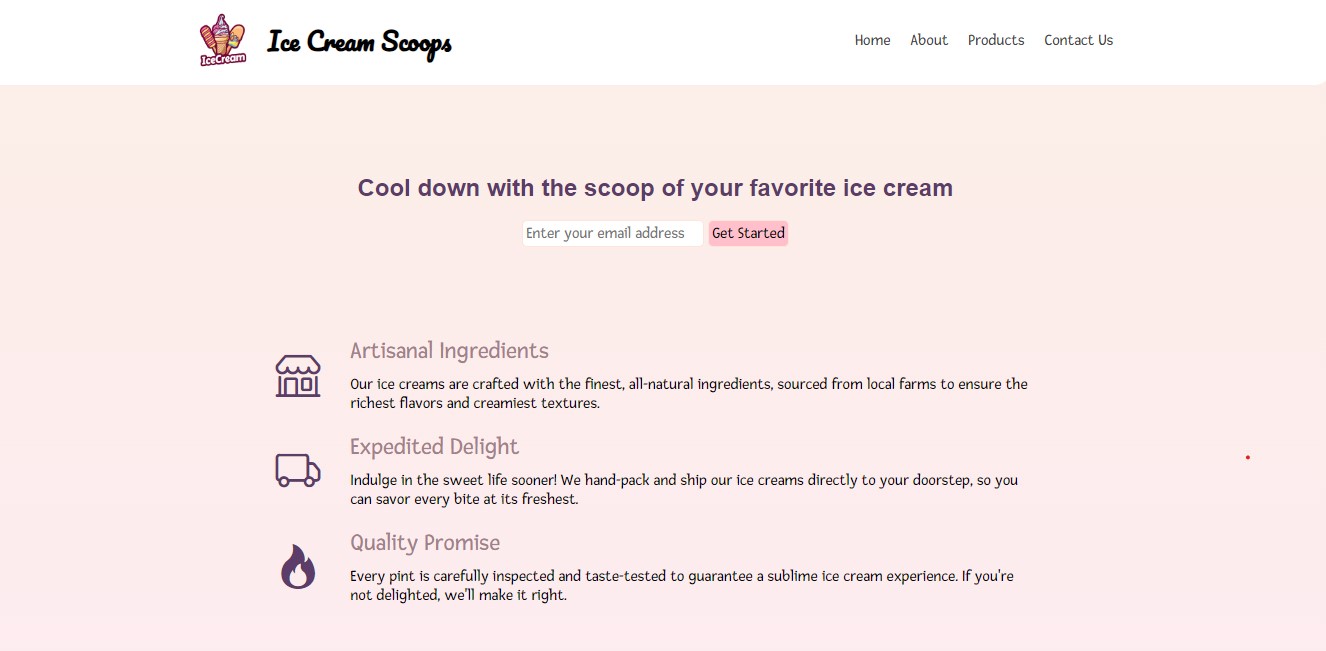 IceCream
Ice Cream Scoops
Home About Products Contact Us
Cool down with the scoop of your favorite ice cream
Enter your email address Get Started
Artisanal Ingredients
Our ice creams are crafted with the finest, all-natural ingredients, sourced from local farms to ensure the
richest flavors and creamiest textures.
Expedited Delight
Indulge in the sweet life sooner! We hand-pack and ship our ice creams directly to your doorstep, so you
can savor every bite at its freshest.
Quality Promise
Every pint is carefully inspected and taste-tested to guarantee a sublime ice cream experience. If you're
not delighted, we'll make it right.